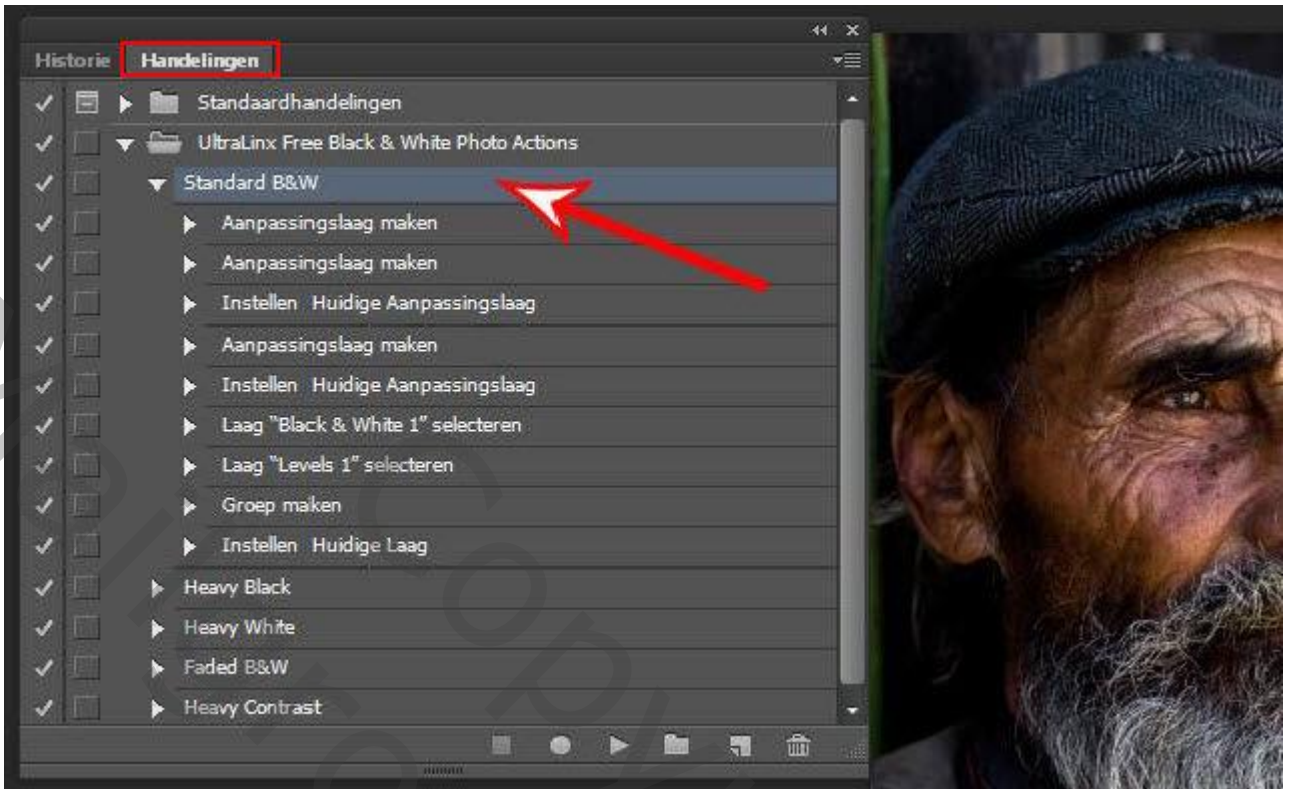 Historie Handelingen
Standaardhandelingen
UltraLinx Free Black & White Photo Actions
Standard B&W
Aanpassingslaag maken
Aanpassingslaag maken
Instellen Huidige Aanpassingslaag
Aanpassingslaag maken
Instellen Huidige Aanpassingslaag
Laag "Black & White 1" selecteren
Laag "Levels 1" selecteren
Groep maken
Instellen Huidige Laag
Heavy Black
Heavy White
Faded B&W
Heavy Contrast